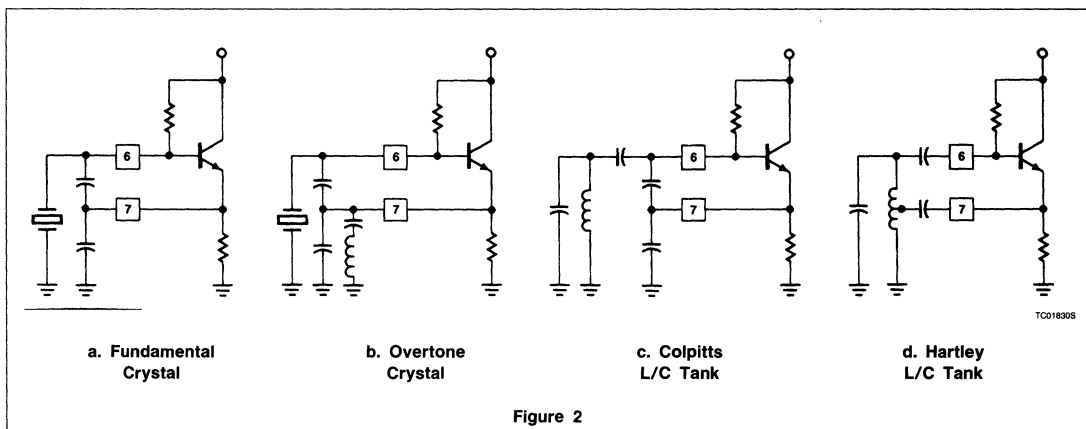 6
7
6
7
6
7
6
7
TC01830S
a. Fundamental
Crystal
b. Overtone
Crystal
c. Colpitts
L/C Tank
d. Hartley
L/C Tank
Figure 2